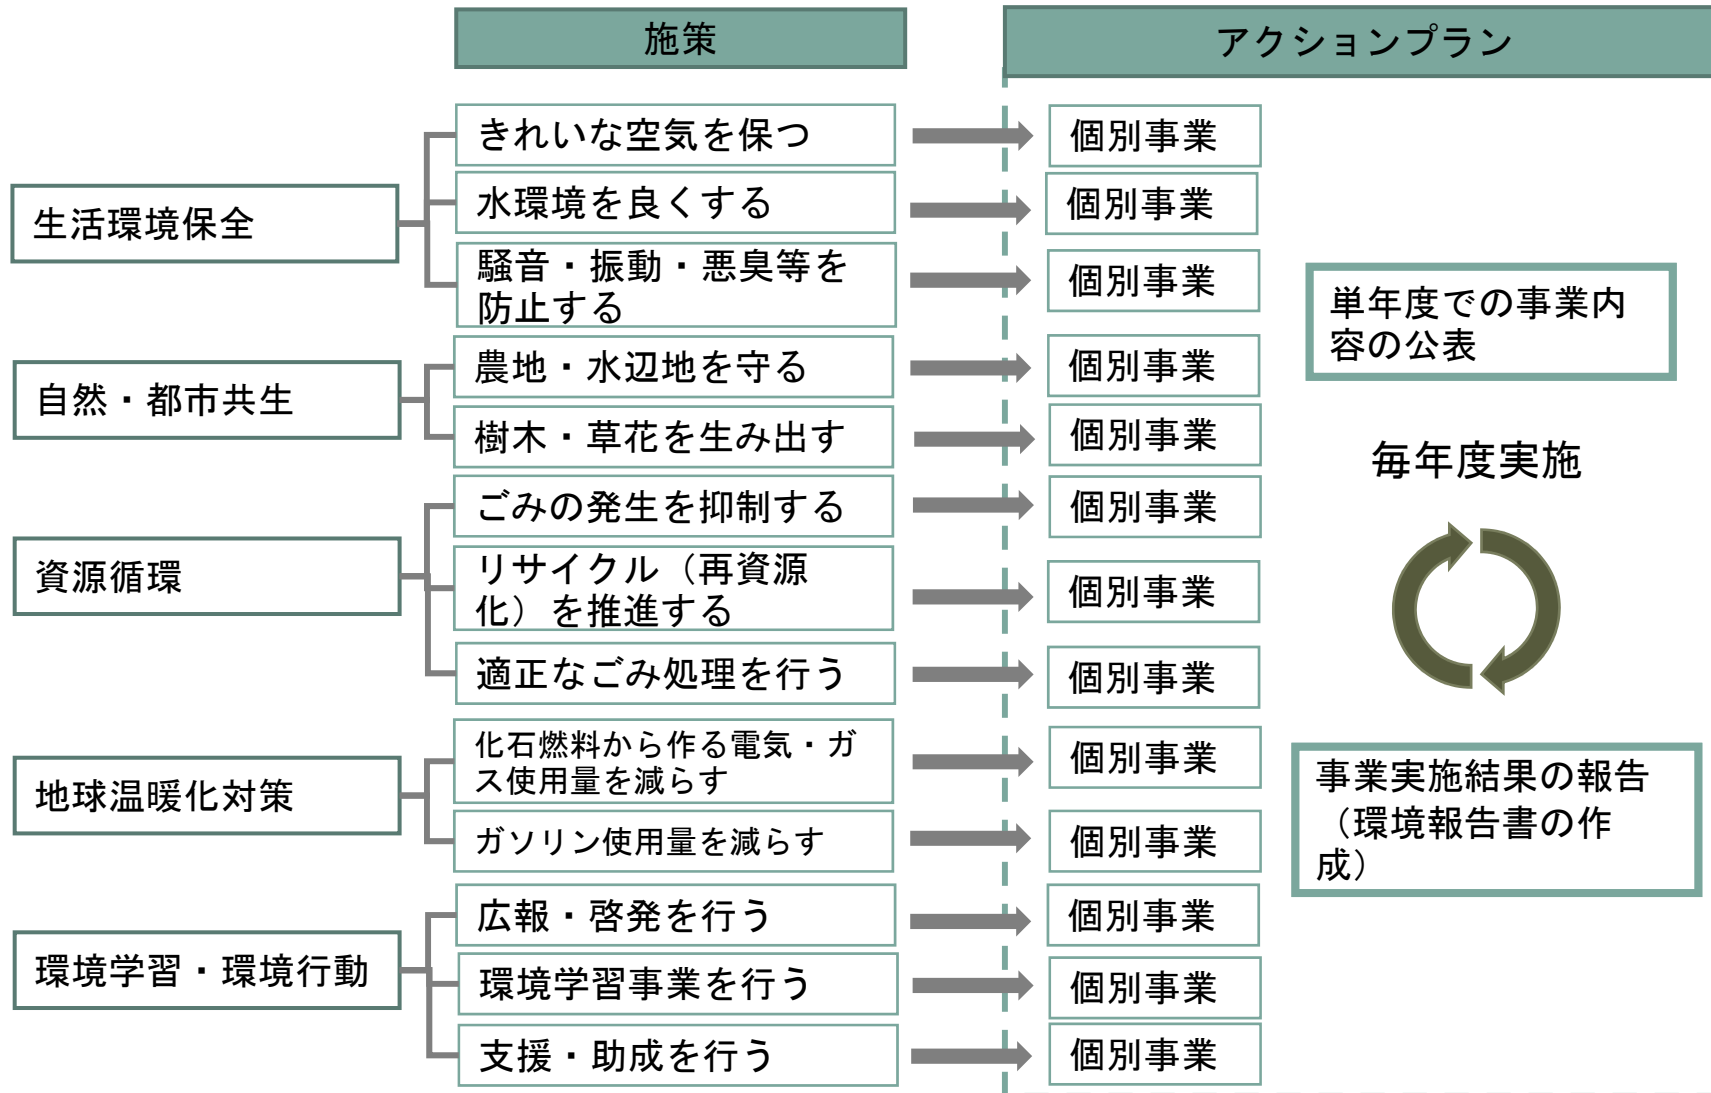 施策
アクションプラン
生活環境保全
きれいな空気を保つ
個別事業
水環境を良くする
個別事業
騒音・振動・悪臭等を
防止する
個別事業
自然・都市共生
農地・水辺地を守る
個別事業
樹木・草花を生み出す
個別事業
資源循環
ごみの発生を抑制する
個別事業
リサイクル（再資源
化）を推進する
個別事業
適正なごみ処理を行う
個別事業
地球温暖化対策
化石燃料から作る電気・ガ
ス使用量を減らす
個別事業
ガソリン使用量を減らす
個別事業
環境学習・環境行動
広報・啓発を行う
個別事業
環境学習事業を行う
個別事業
支援・助成を行う
個別事業
単年度での事業内
容の公表
毎年度実施
事業実施結果の報告
（環境報告書の作
成）